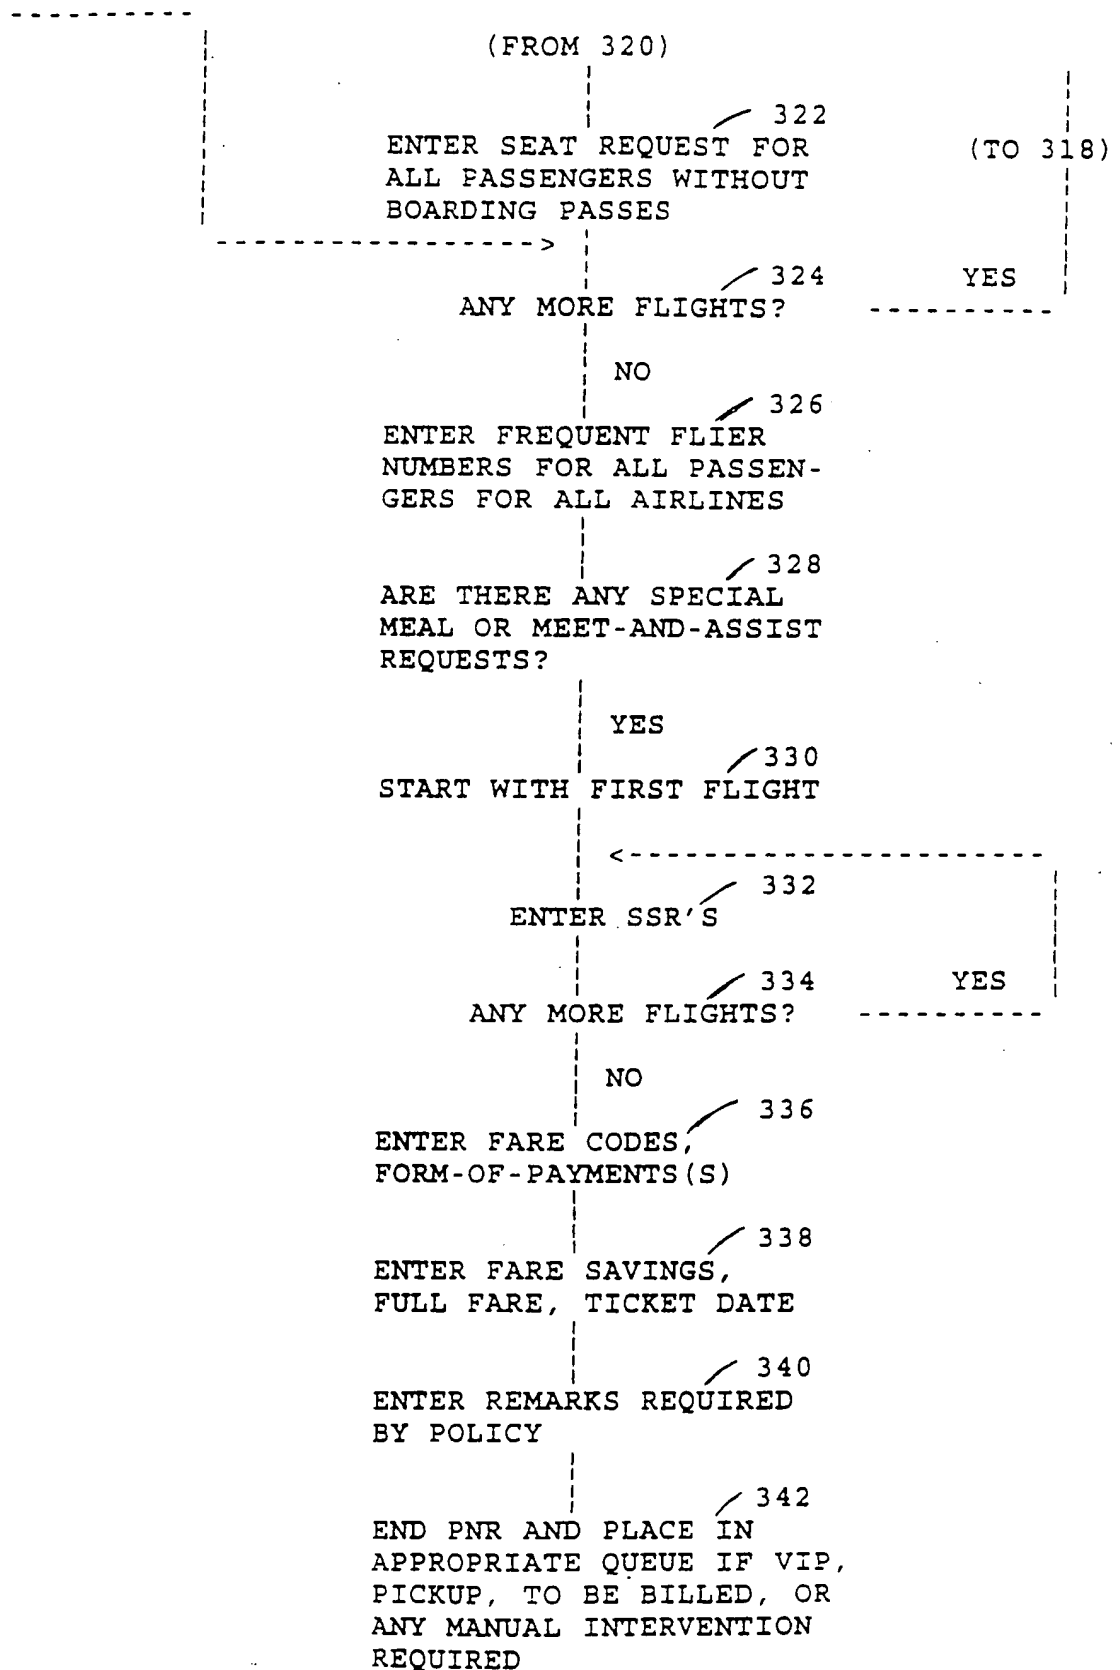 (FROM 320)
322
ENTER SEAT REQUEST FOR
ALL PASSENGERS WITHOUT
BOARDING PASSES
(TO 318)
324
YES
ANY MORE FLIGHTS?
NO
326
ENTER FREQUENT FLIER
NUMBERS FOR ALL PASSEN-
GERS FOR ALL AIRLINES
328
ARE THERE ANY SPECIAL
MEAL OR MEET-AND-ASSIST
REQUESTS?
YES
330
START WITH FIRST FLIGHT
332
ENTER SSR'S
334
YES
ANY MORE FLIGHTS?
NO
336
ENTER FARE CODES,
FORM-OF-PAYMENTS(S)
338
ENTER FARE SAVINGS,
FULL FARE, TICKET DATE
340
ENTER REMARKS REQUIRED
BY POLICY
342
END PNR AND PLACE IN
APPROPRIATE QUEUE IF VIP,
PICKUP, TO BE BILLED, OR
ANY MANUAL INTERVENTION
REQUIRED